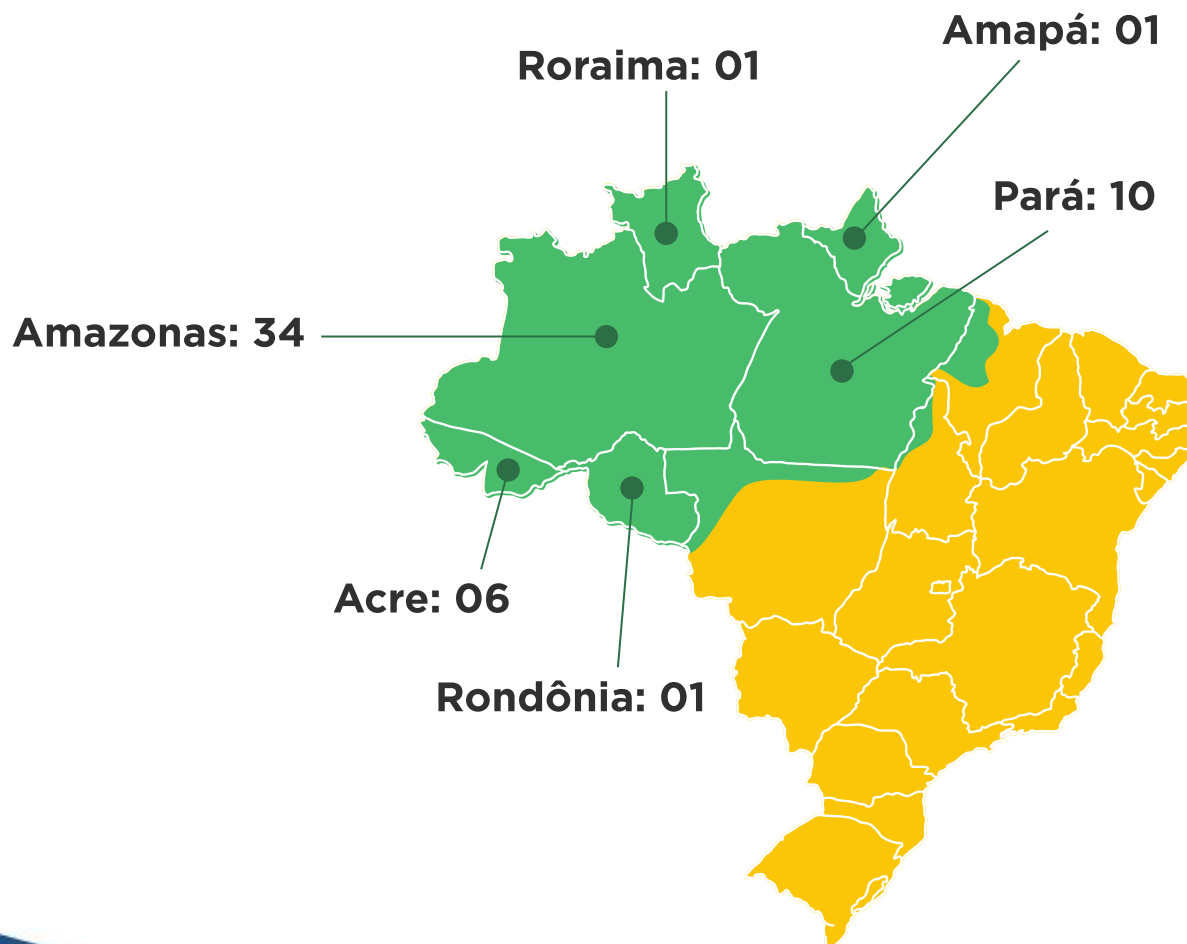 Amapá: 01
Roraima: 01
Pará: 10
Amazonas: 34
Acre: 06
Rondônia: 01